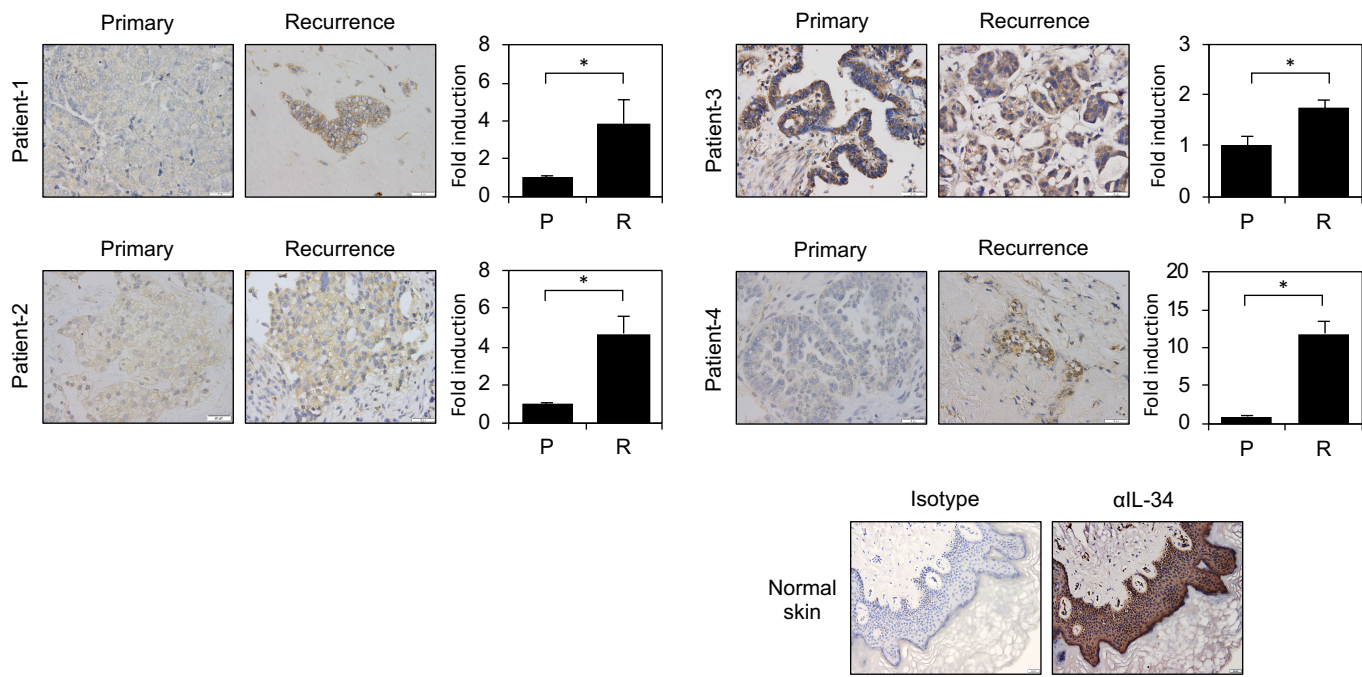 Primary
Recurrence
Patient-1
Fold induction
8
6
4
2
0
*
P
R
Primary
Recurrence
Patient-3
Fold induction
3
2
1
0
*
P
R
Primary
Recurrence
Patient-2
Fold induction
8
6
4
2
0
*
P
R
Primary
Recurrence
Patient-4
Fold induction
20
15
10
5
0
*
P
R
Isotype
αIL-34
Normal
skin